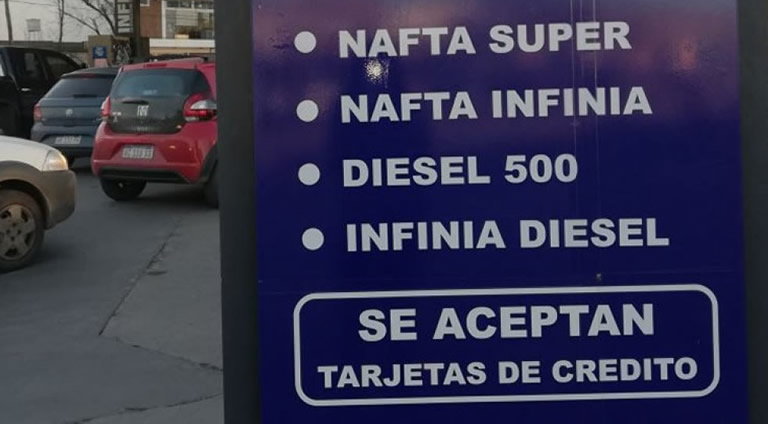 NAFTA SUPER
NAFTA INFINIA
DIESEL 500
INFINIA DIESEL
SE ACEPTAN
TARJETAS DE CREDITO